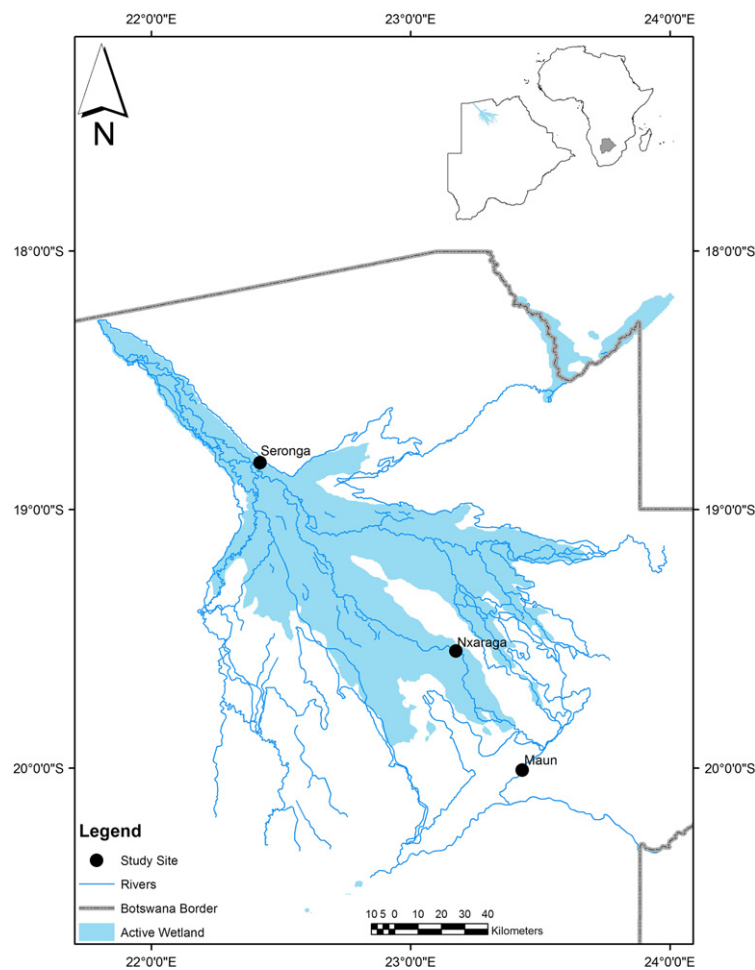 22°0'0"E 23°0'0"E 24°0'0"E
N
18°0'0"S 18°0'0"S
Seronga
19°0'0"S 19°0'0"S
Nxaraga
Maun
20°0'0"S 20°0'0"S
Legend
Study Site
Rivers
Botswana Border
Active Wetland
10 5 0 10 20 30 40
Kilometers
22°0'0"E 23°0'0"E 24°0'0"E